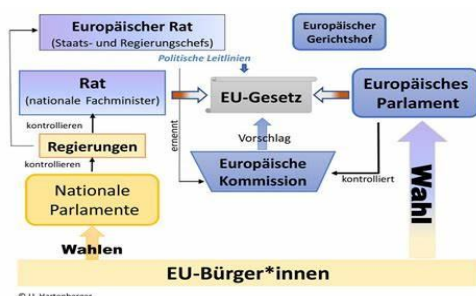 Europäischer Rat
(Staats- und Regierungschefs)
Europäischer
Gerichtshof
Politische Leitlinien
Rat
(nationale Fachminister)
EU-Gesetz
Europäisches
Parlament
kontrollieren
ernennt
Vorschlag
Regierungen
kontrollieren
Europäische
Kommission
kontrolliert
Nationale
Parlamente
Wahl
Wahlen
EU-Bürger*innen